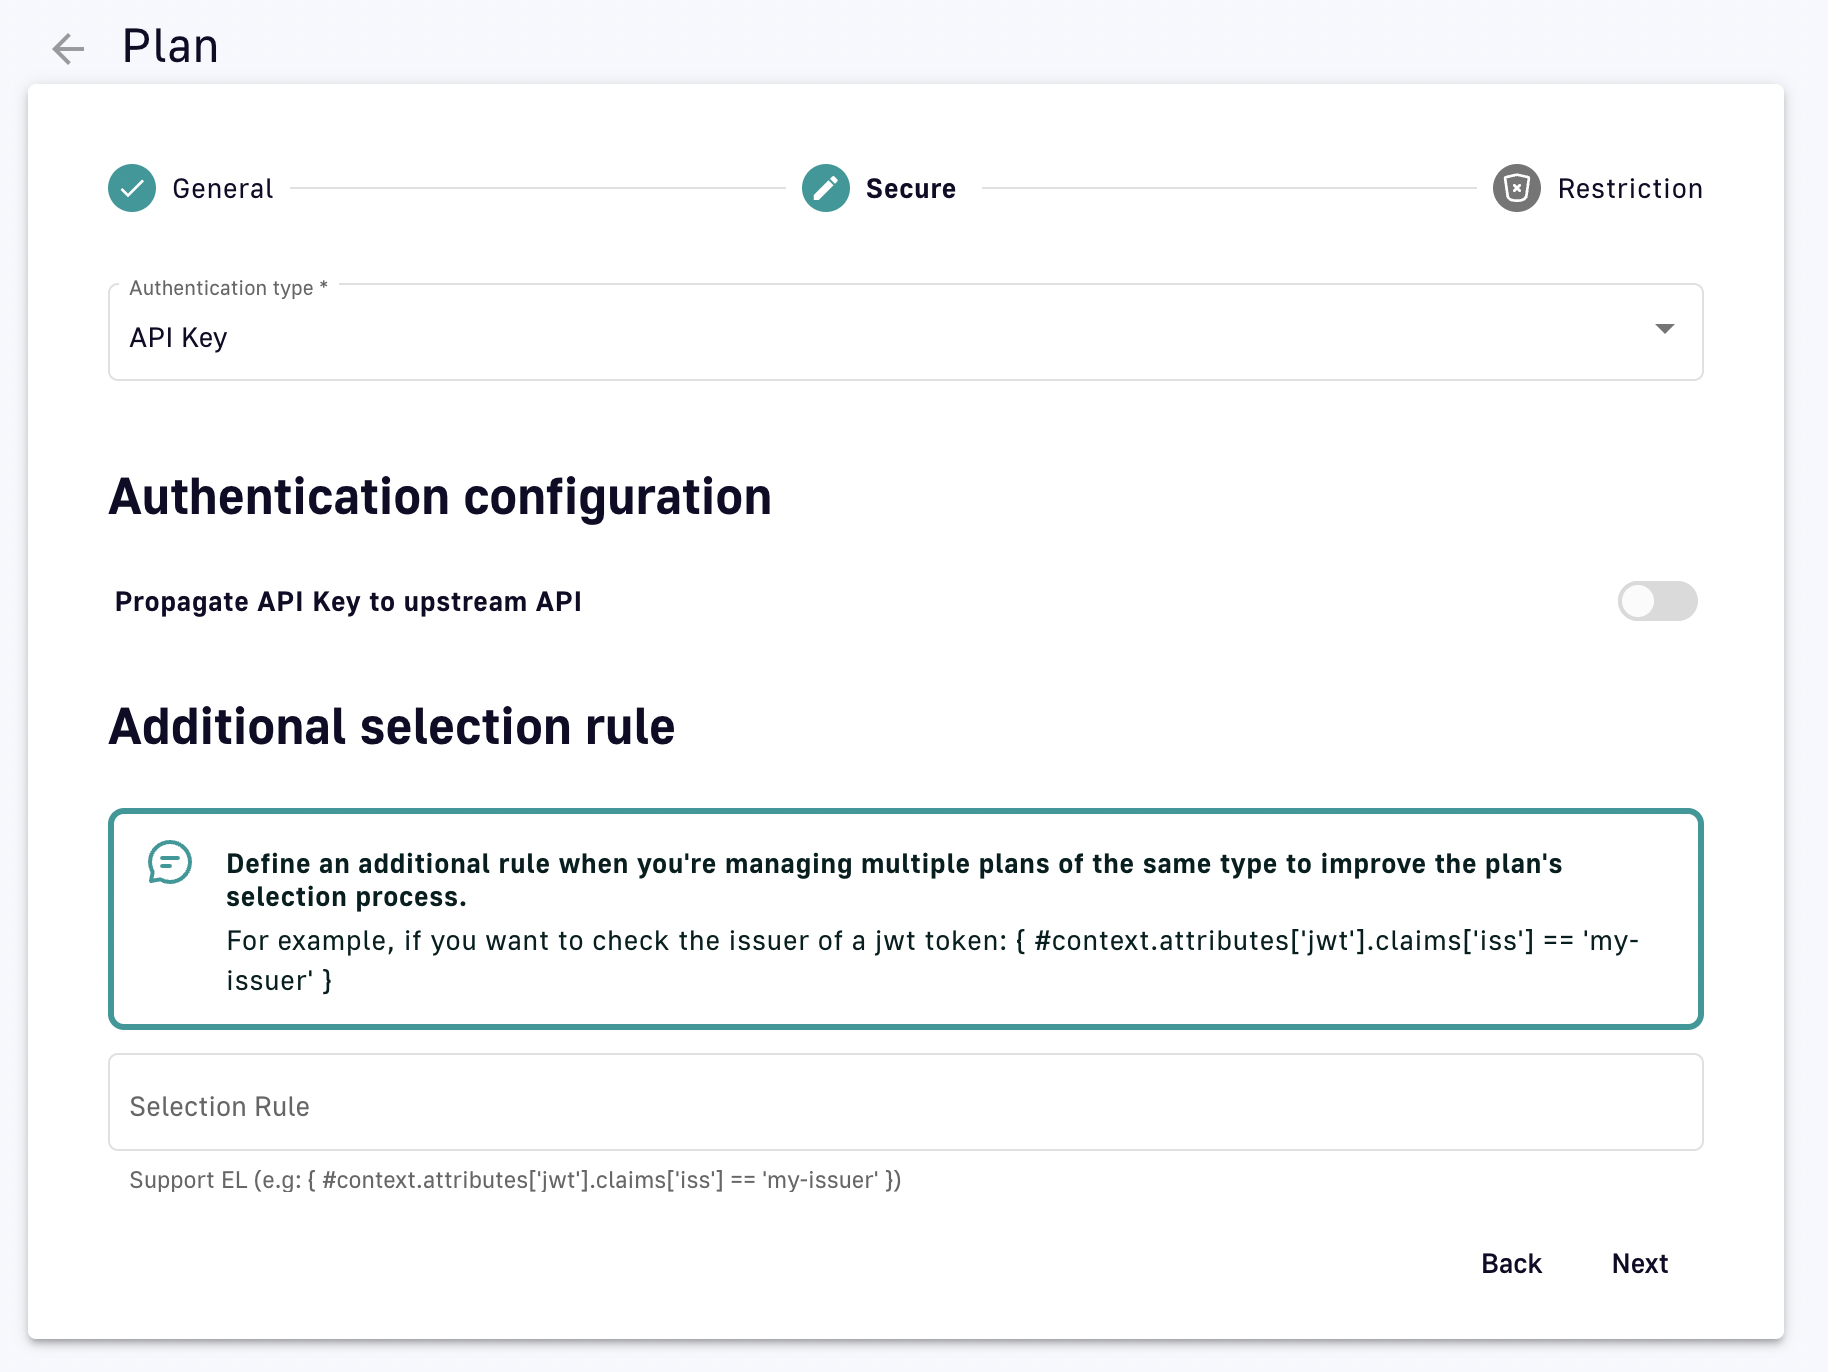 Plan
General
Secure
Restriction
Authentication type *
API Key
Authentication configuration
Propagate API Key to upstream API
Additional selection rule
Define an additional rule when you're managing multiple plans of the same type to improve the plan's
selection process.
For example, if you want to check the issuer of a jwt token: { #context.attributes['jwt'].claims['iss'] == 'my-
issuer' }
Selection Rule
Support EL (e.g: { #context.attributes['jwt'].claims['iss'] == 'my-issuer' })
Back
Next